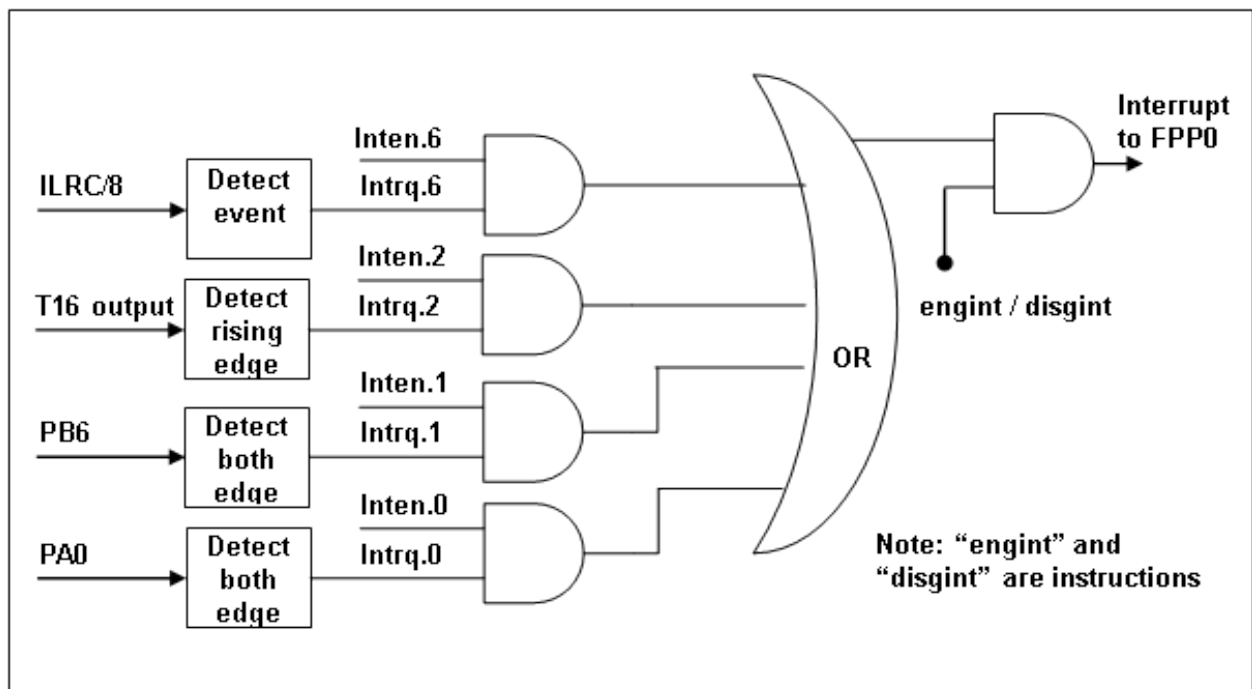 ILRC/8
Detect
event
Inten.6
Intrq.6
T16 output
Detect
rising
edge
Inten.2
Intrq.2
PB6
Detect
both
edge
Inten.1
Intrq.1
PA0
Detect
both
edge
Inten.0
Intrq.0
OR
Interrupt
to FPP0
engint / disgint
Note: “engint” and
“disgint” are instructions